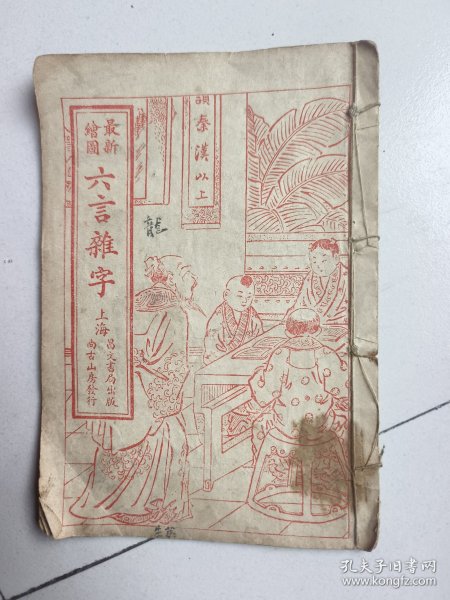 最新
繪圖
六言雜字
上海
昌文書局出版
尚古山房發行
讀秦漢以上
龍
孔夫子旧书网
www.kongfz.com